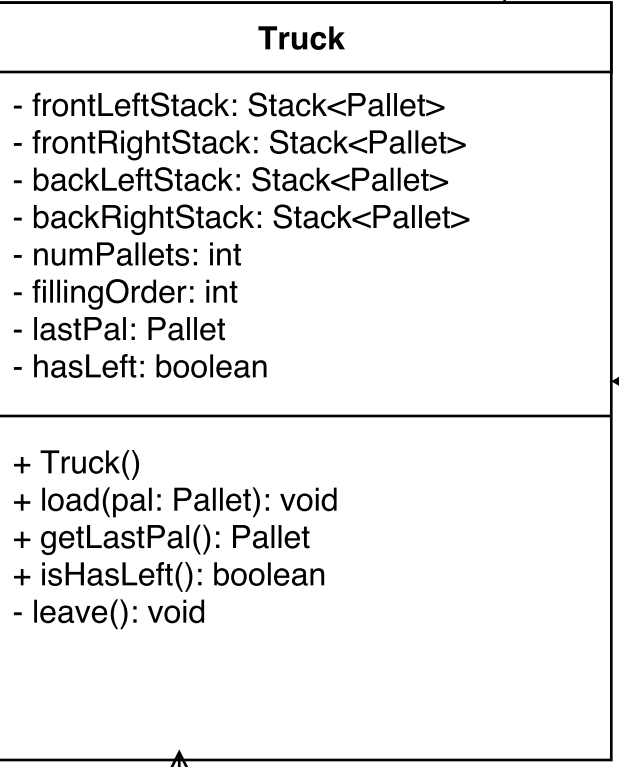 Truck
- frontLeftStack: Stack<Pallet>
- frontRightStack: Stack<Pallet>
- backLeftStack: Stack<Pallet>
- backRightStack: Stack<Pallet>
- numPallets: int
- fillingOrder: int
- lastPal: Pallet
- hasLeft: boolean
+ Truck()
+ load(pal: Pallet): void
+ getLastPal(): Pallet
+ isHasLeft(): boolean
- leave(): void